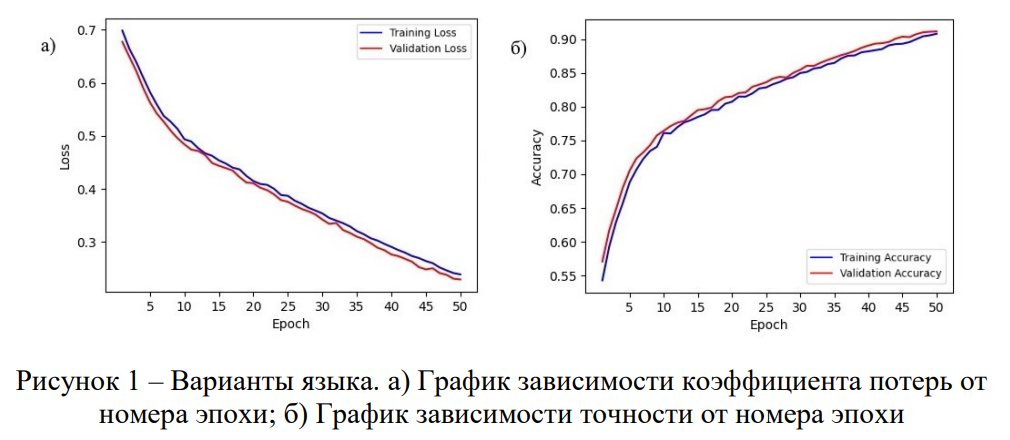 а)
0.7
0.6
0.5
0.4
0.3
Loss
5 10 15 20 25 30 35 40 45 50
Epoch
Training Loss
Validation Loss
б)
0.90
0.85
0.80
0.75
0.70
0.65
0.60
0.55
Accuracy
5 10 15 20 25 30 35 40 45 50
Epoch
Training Accuracy
Validation Accuracy
Рисунок 1 – Варианты языка. а) График зависимости коэффициента потерь от
номера эпохи; б) График зависимости точности от номера эпохи